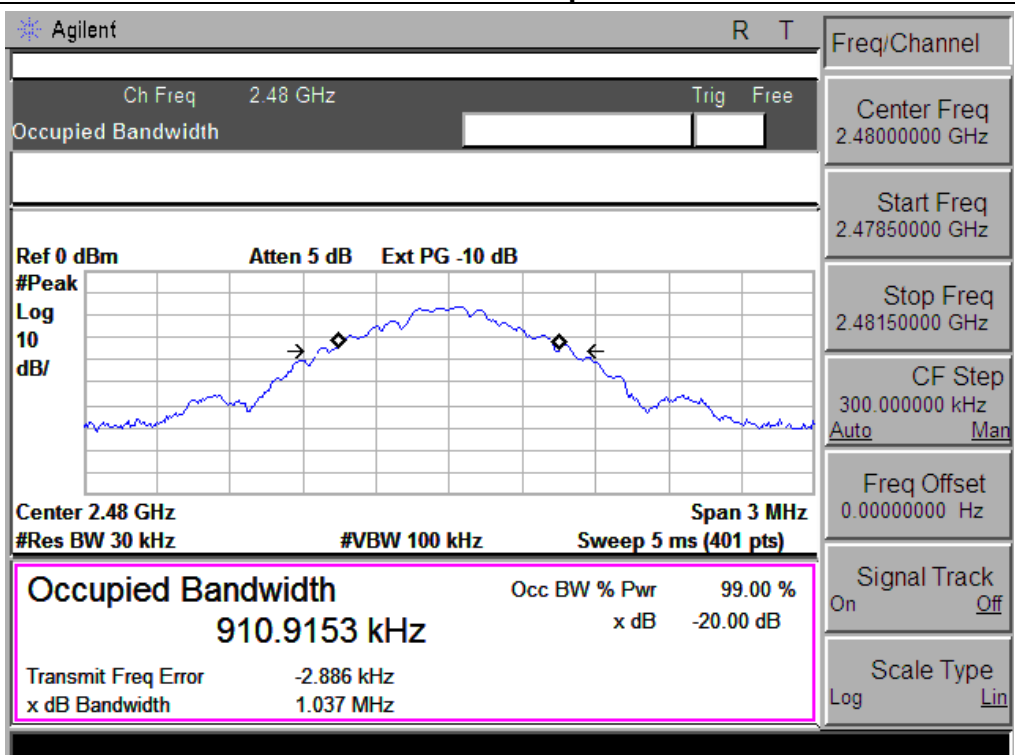 Agilent R T
Ch Freq 2.48 GHz Trig Free
Occupied Bandwidth
Ref 0 dBm Atten 5 dB Ext PG -10 dB
#Peak
Log
10
dB/
Center 2.48 GHz Span 3 MHz
#Res BW 30 kHz #VBW 100 kHz Sweep 5 ms (401 pts)
Occupied Bandwidth Occ BW % Pwr 99.00 %
910.9153 kHz x dB -20.00 dB
Transmit Freq Error -2.886 kHz
x dB Bandwidth 1.037 MHz
Freq/Channel
Center Freq
2.48000000 GHz
Start Freq
2.47850000 GHz
Stop Freq
2.48150000 GHz
CF Step
300.000000 kHz
Auto Man
Freq Offset
0.00000000 Hz
Signal Track
On Off
Scale Type
Log Lin